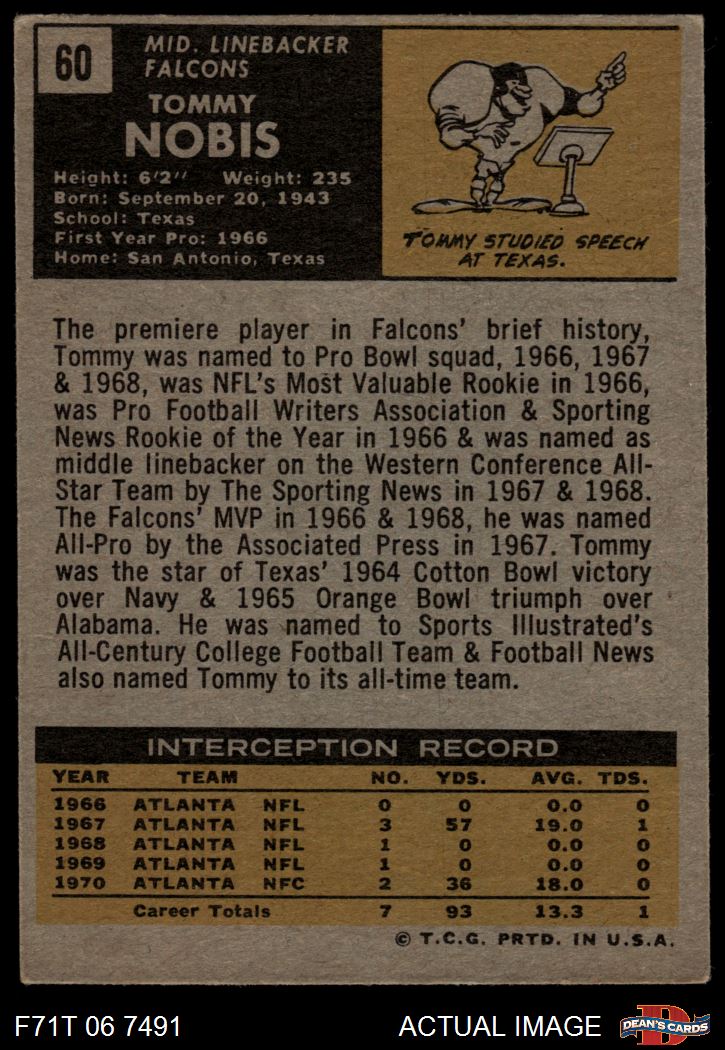 60
MID. LINEBACKER
FALCONS
TOMMY
NOBIS
Height: 6'2" Weight: 235
Born: September 20, 1943
School: Texas
First Year Pro: 1966
Home: San Antonio, Texas
TOMMY STUDIED SPEECH
AT TEXAS.
The premiere player in Falcons' brief history,
Tommy was named to Pro Bowl squad, 1966, 1967
& 1968, was NFL's Most Valuable Rookie in 1966,
was Pro Football Writers Association & Sporting
News Rookie of the Year in 1966 & was named as
middle linebacker on the Western Conference All-
Star Team by The Sporting News in 1967 & 1968.
The Falcons' MVP in 1966 & 1968, he was named
All-Pro by the Associated Press in 1967. Tommy
was the star of Texas' 1964 Cotton Bowl victory
over Navy & 1965 Orange Bowl triumph over
Alabama. He was named to Sports Illustrated's
All-Century College Football Team & Football News
also named Tommy to its all-time team.
INTERCEPTION RECORD
YEAR TEAM NO. YDS. AVG. TDS.
1966 ATLANTA NFL 0 0 0.0 0
1967 ATLANTA NFL 3 57 19.0 1
1968 ATLANTA NFL 1 0 0.0 0
1969 ATLANTA NFL 1 0 0.0 0
1970 ATLANTA NFC 2 36 18.0 0
Career Totals 7 93 13.3 1
© T.C.G. PRTD. IN U.S.A.
F71T 06 7491 ACTUAL IMAGE D DEAN'S CARDS